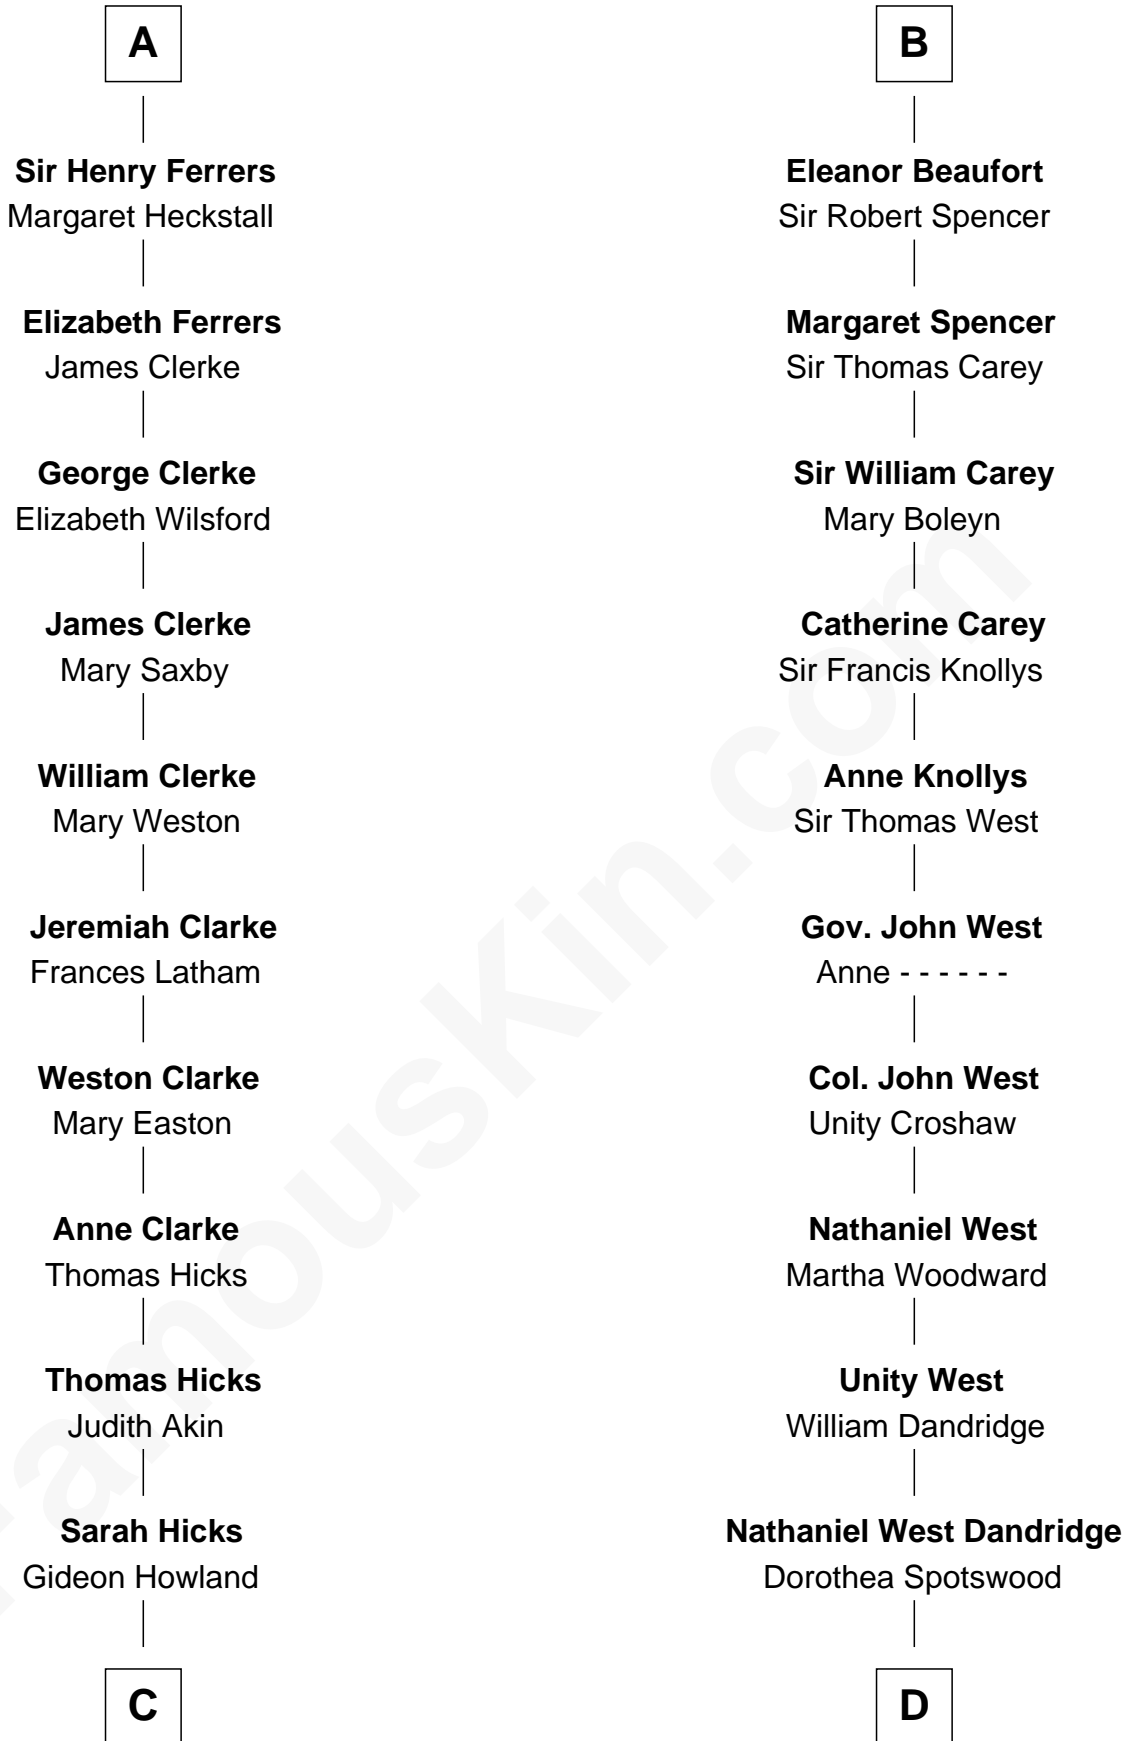 A
Sir Henry Ferrers
Margaret Heckstall
Elizabeth Ferrers
James Clerke
George Clerke
Elizabeth Wilsford
James Clerke
Mary Saxby
William Clerke
Mary Weston
Jeremiah Clarke
Frances Latham
Weston Clarke
Mary Easton
Anne Clarke
Thomas Hicks
Thomas Hicks
Judith Akin
Sarah Hicks
Gideon Howland
C
B
Eleanor Beaufort
Sir Robert Spencer
Margaret Spencer
Sir Thomas Carey
Sir William Carey
Mary Boleyn
Catherine Carey
Sir Francis Knollys
Anne Knollys
Sir Thomas West
Gov. John West
Anne - - - - - -
Col. John West
Unity Croshaw
Nathaniel West
Martha Woodward
Unity West
William Dandridge
Nathaniel West Dandridge
Dorothea Spotswood
D
FamousKin.com